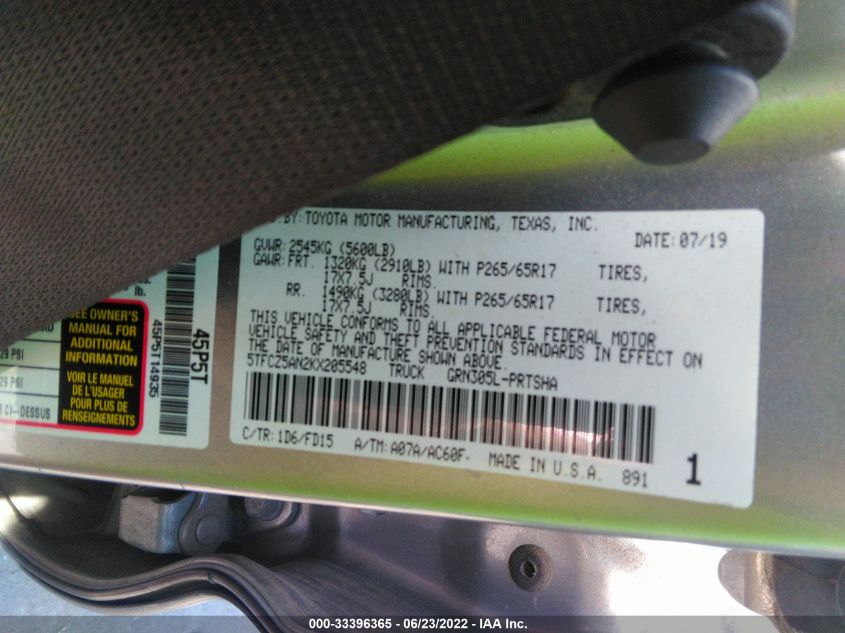 BY: TOYOTA MOTOR MANUFACTURING, TEXAS, INC.
DATE: 07/19
GVWR: 2545KG (5600LB)
GAWR: FRT. 1320KG (2910LB) WITH P265/65R17 TIRES,
17X7.5J RIMS.
RR. 1490KG (3280LB) WITH P265/65R17 TIRES,
17X7.5J RIMS.
THIS VEHICLE CONFORMS TO ALL APPLICABLE FEDERAL MOTOR
VEHICLE SAFETY AND THEFT PREVENTION STANDARDS IN EFFECT ON
THE DATE OF MANUFACTURE SHOWN ABOVE.
5TFCZ5AN2KX205548 TRUCK GRN305L-PRTSHA
C/TR: 1D6/FD15 A/TM: A07A/AC60F. MADE IN U.S.A. 891
1
lb.
SEE OWNER'S
MANUAL FOR
ADDITIONAL
INFORMATION
VOIR LE MANUEL
DE L'USAGER
POUR PLUS DE
RENSEIGNEMENTS
29 PSI
29 PSI
CI-DESSUS
45P5T14935
45P5T
000-33396365 - 06/23/2022 - IAA Inc.